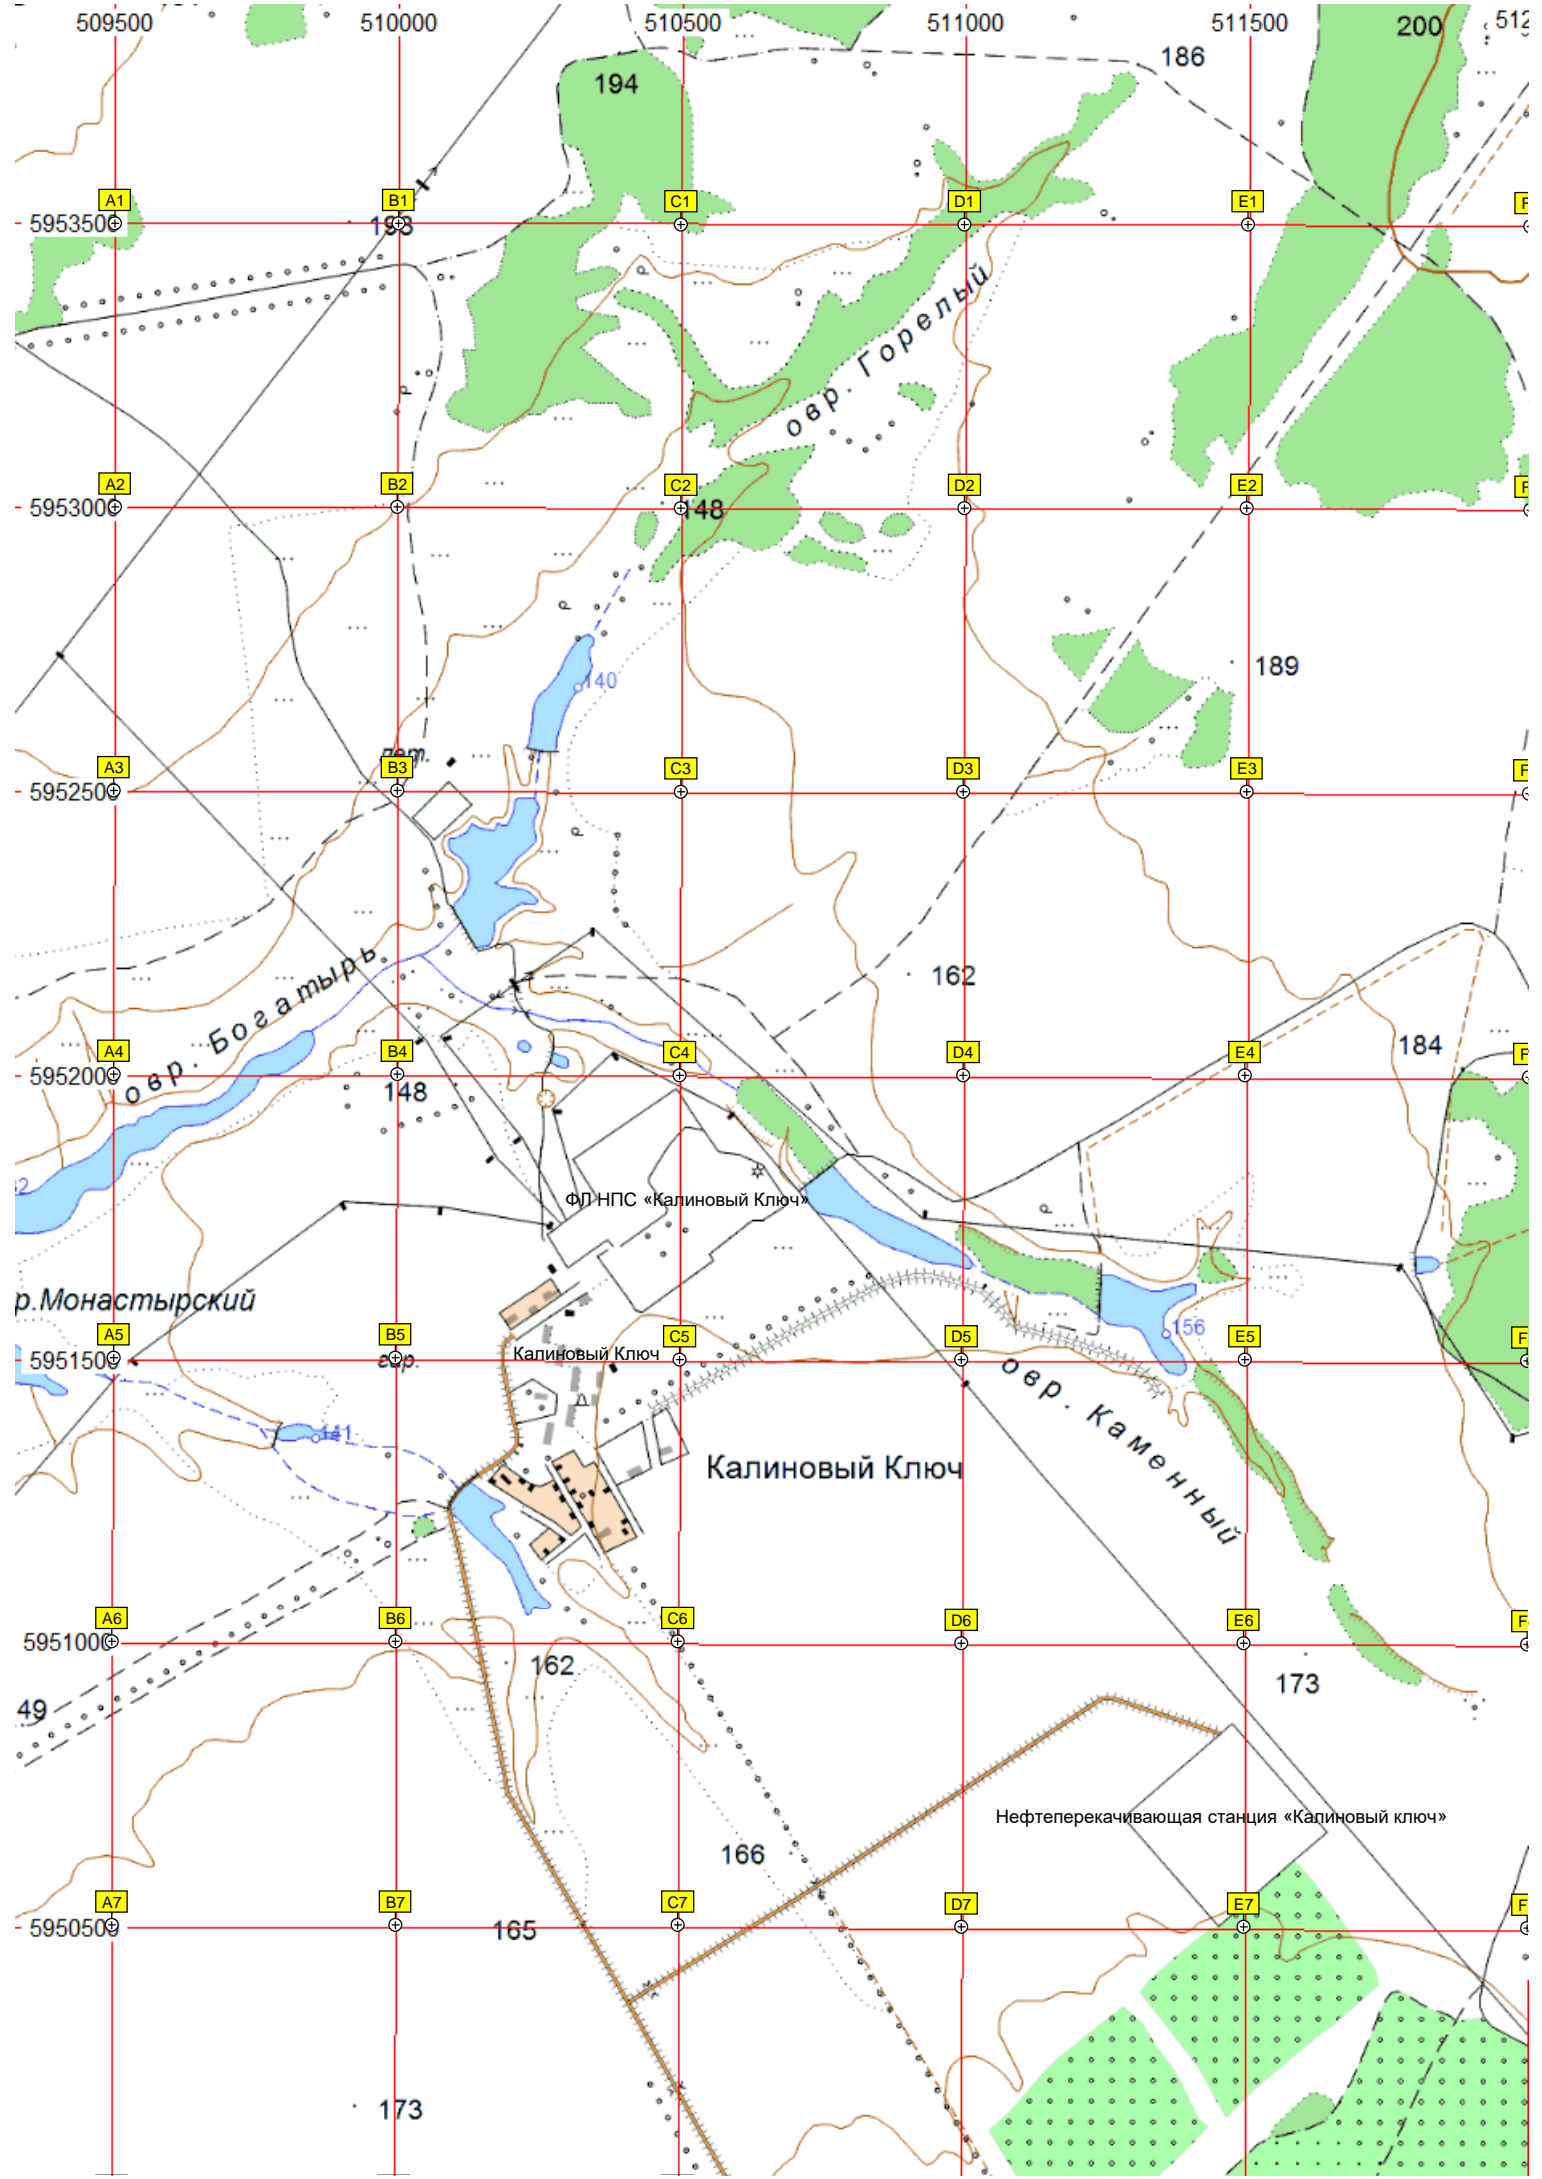 509500 510000 510500 511000 511500 200
186
194
A1 B1 C1 D1 E1 F
5953500
193
овр. Горелый
A2 B2 C2 D2 E2 F
5953000
148
189
140
лет.
A3 B3 C3 D3 E3 F
5952500
162
овр. Богатырь
184
A4 B4 C4 D4 E4 F
5952000
148
ФЛ НПС «Калиновый Ключ»
р.Монастырский
156
A5 B5 C5 D5 E5 F
5951500
Калиновый Ключ
овр. Каменный
141
Калиновый Ключ
A6 B6 C6 D6 E6 F
5951000
162
173
49
Нефтеперекачивающая станция «Калиновый ключ»
166
A7 B7 C7 D7 E7 F
5950500
165
173